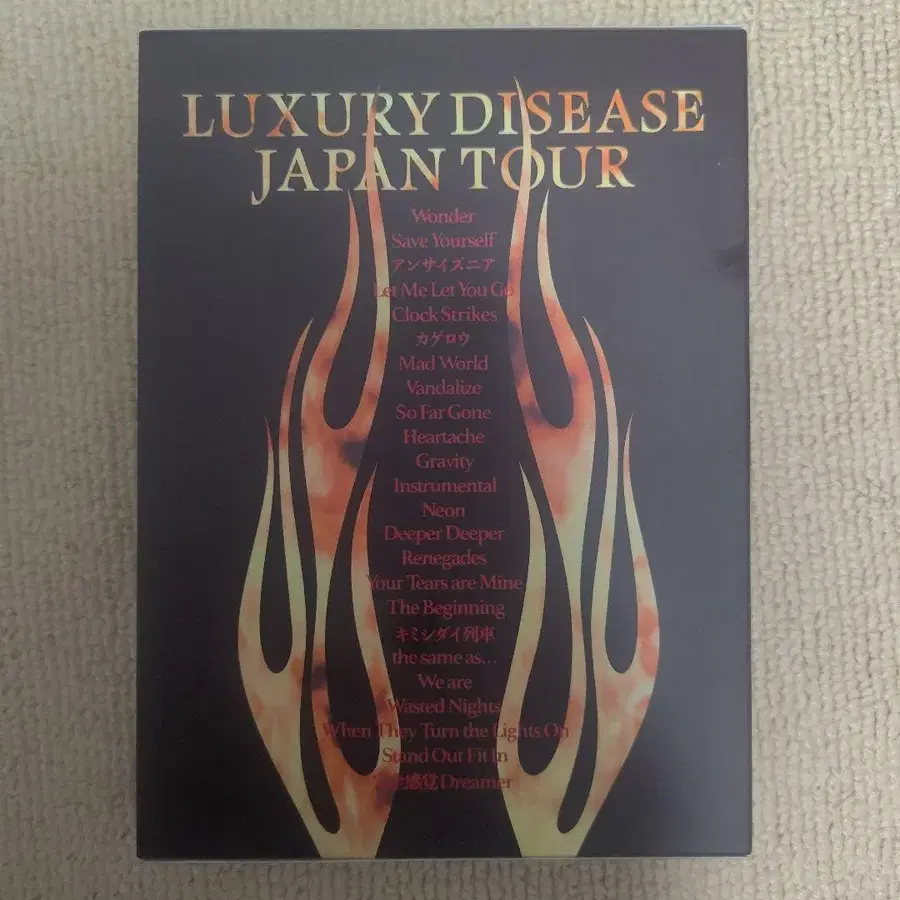 LUXURY DISEASE
JAPAN TOUR
Wonder
Save Yourself
アンサイズニア
Let Me Let You Go
Clock Strikes
カゲロウ
Mad World
Vandalize
So Far Gone
Heartache
Gravity
Instrumental
Neon
Deeper Deeper
Renegades
Your Tears are Mine
The Beginning
キミシダイ列車
the same as...
We are
Wasted Nights
When They Turn the Lights On
Stand Out Fit In
完全感覚Dreamer